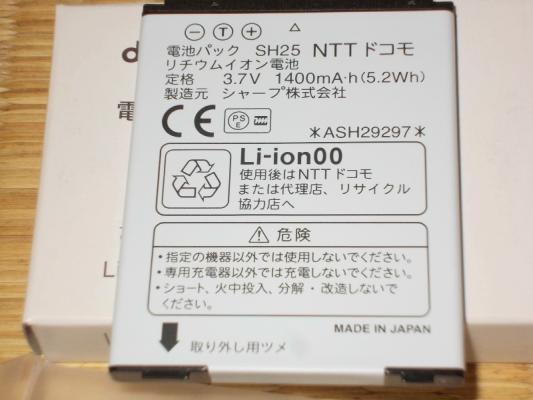 − T +
電池パック SH25 NTTドコモ
リチウムイオン電池
定格 3.7V 1400mA·h(5.2Wh)
製造元 シャープ株式会社
CE PSE
*ASH29297*
Li-ion00
使用後はNTTドコモ
または代理店、リサイクル
協力店へ
危険
・指定の機器以外では使用しないでください。
・専用充電器以外では充電しないでください。
・ショート、火中投入、分解・改造しないでください。
MADE IN JAPAN
取り外し用ツメ
d
電
L